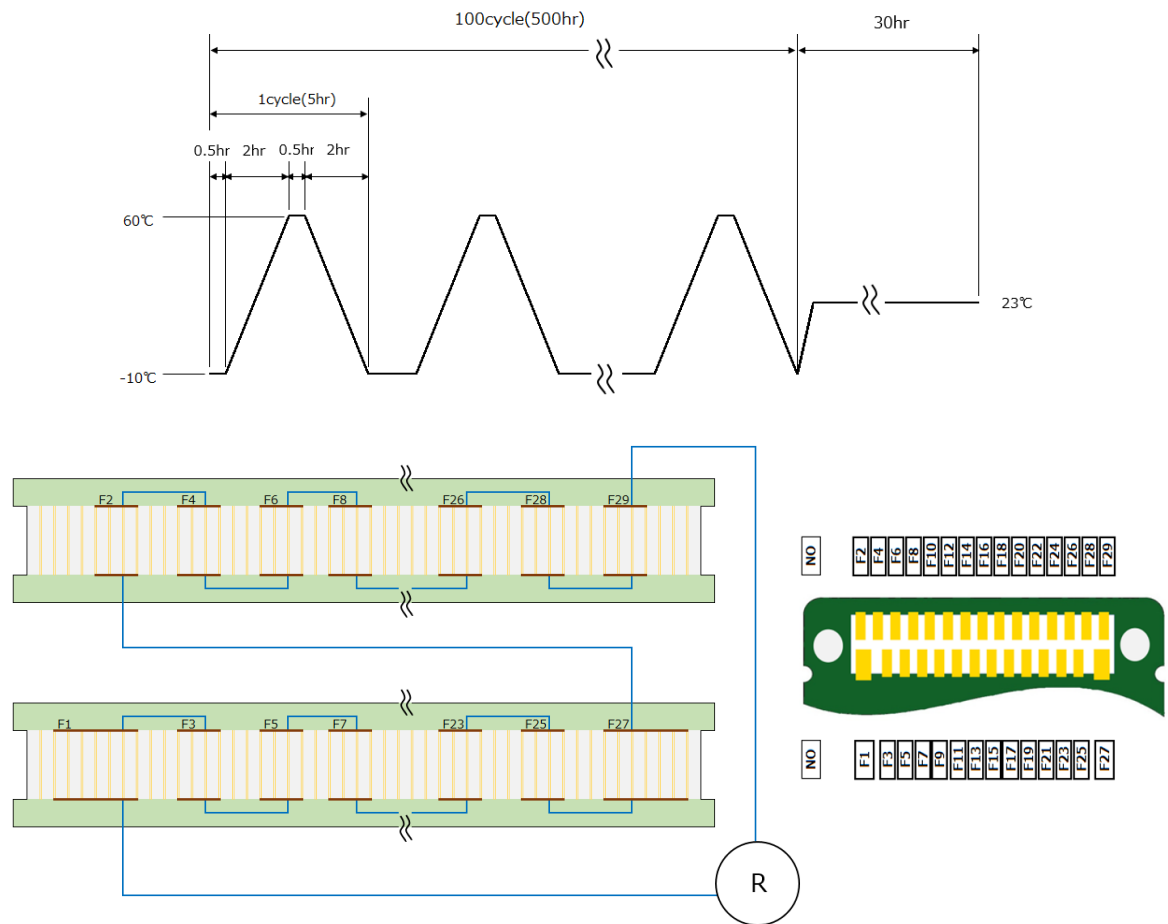 100cycle(500hr)
30hr
1cycle(5hr)
0.5hr 2hr 0.5hr 2hr
60℃
23℃
-10℃
F2 F4 F6 F8 F26 F28 F29
F1 F3 F5 F7 F23 F25 F27
R
NO F2 F4 F6 F8 F10 F12 F14 F16 F18 F20 F22 F24 F26 F28 F29
NO F1 F3 F5 F7 F9 F11 F13 F15 F17 F19 F21 F23 F25 F27